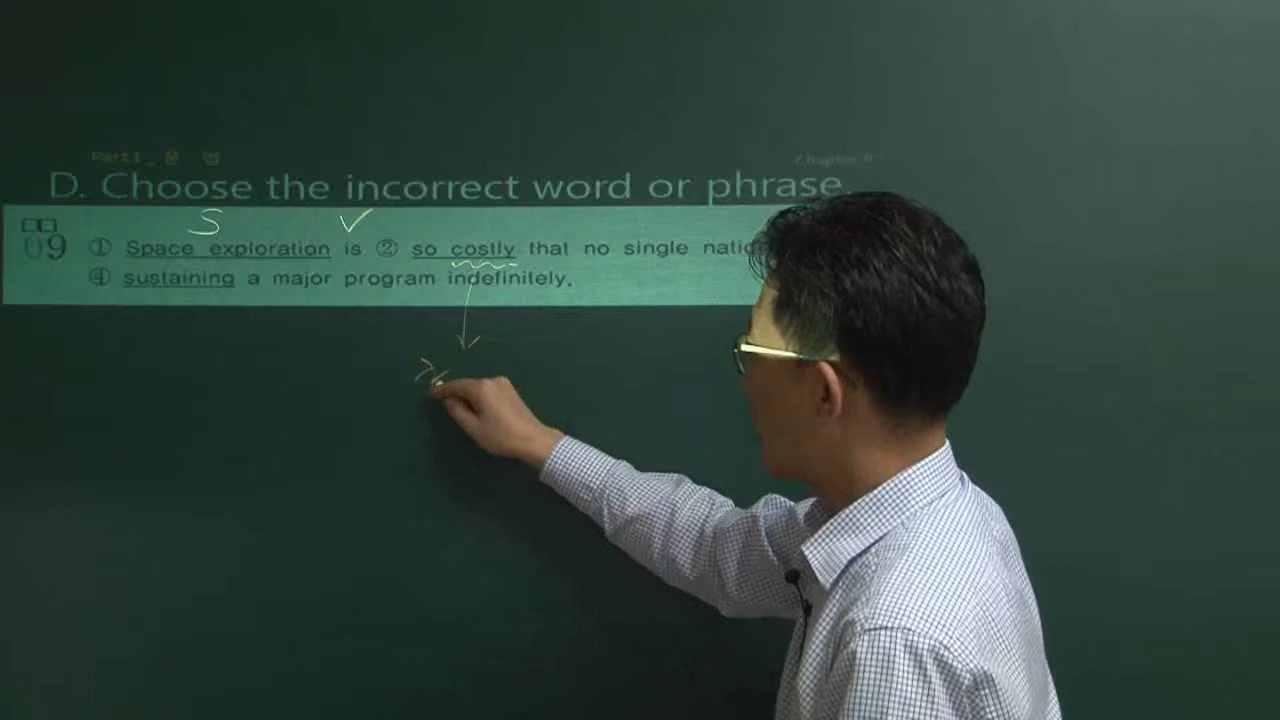 Part I
D. Choose the incorrect word or phrase.
S V
09 ① Space exploration is ② so costly that no single
④ sustaining a major program indefinitely.